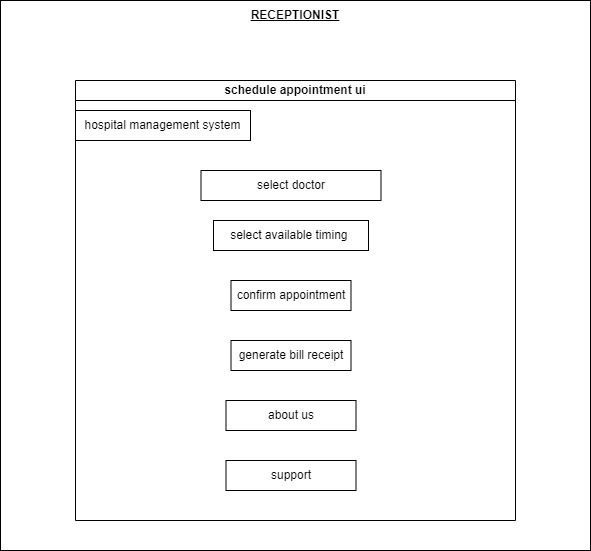 RECEPTIONIST
schedule appointment ui
hospital management system
select doctor
select available timing
confirm appointment
generate bill receipt
about us
support